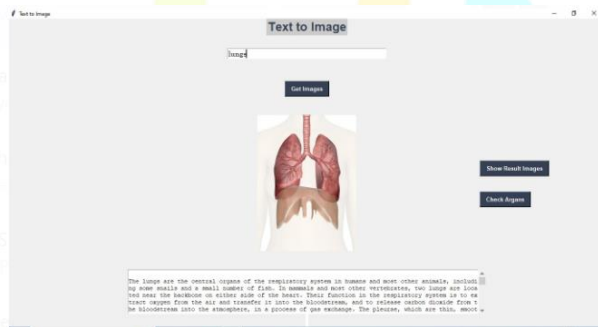 Text to Image
Text to Image
lungs
Get Images
Show Result Images
Check Organs
The lungs are the central organs of the respiratory system in humans and most other animals, includi
ng some snails and a small number of fish. In mammals and most other vertebrates, two lungs are loca
ted near the backbone on either side of the heart. Their function in the respiratory system is to ex
tract oxygen from the air and transfer it into the bloodstream, and to release carbon dioxide from t
he bloodstream into the atmosphere, in a process of gas exchange. The pleurae, which are thin, smoot